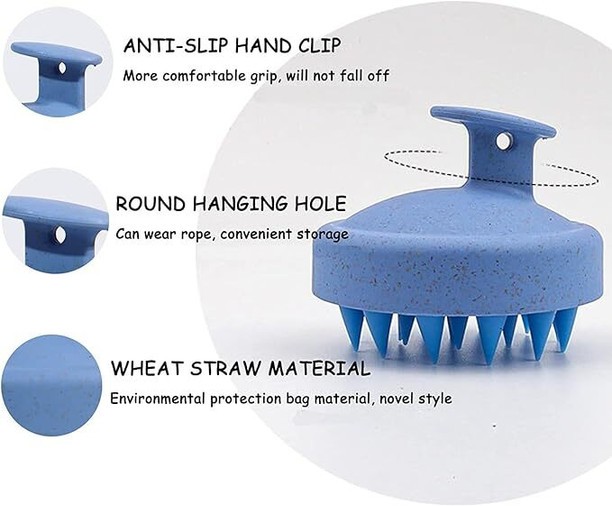 ANTI-SLIP HAND CLIP
More comfortable grip, will not fall off
ROUND HANGING HOLE
Can wear rope, convenient storage
WHEAT STRAW MATERIAL
Environmental protection bag material, novel style